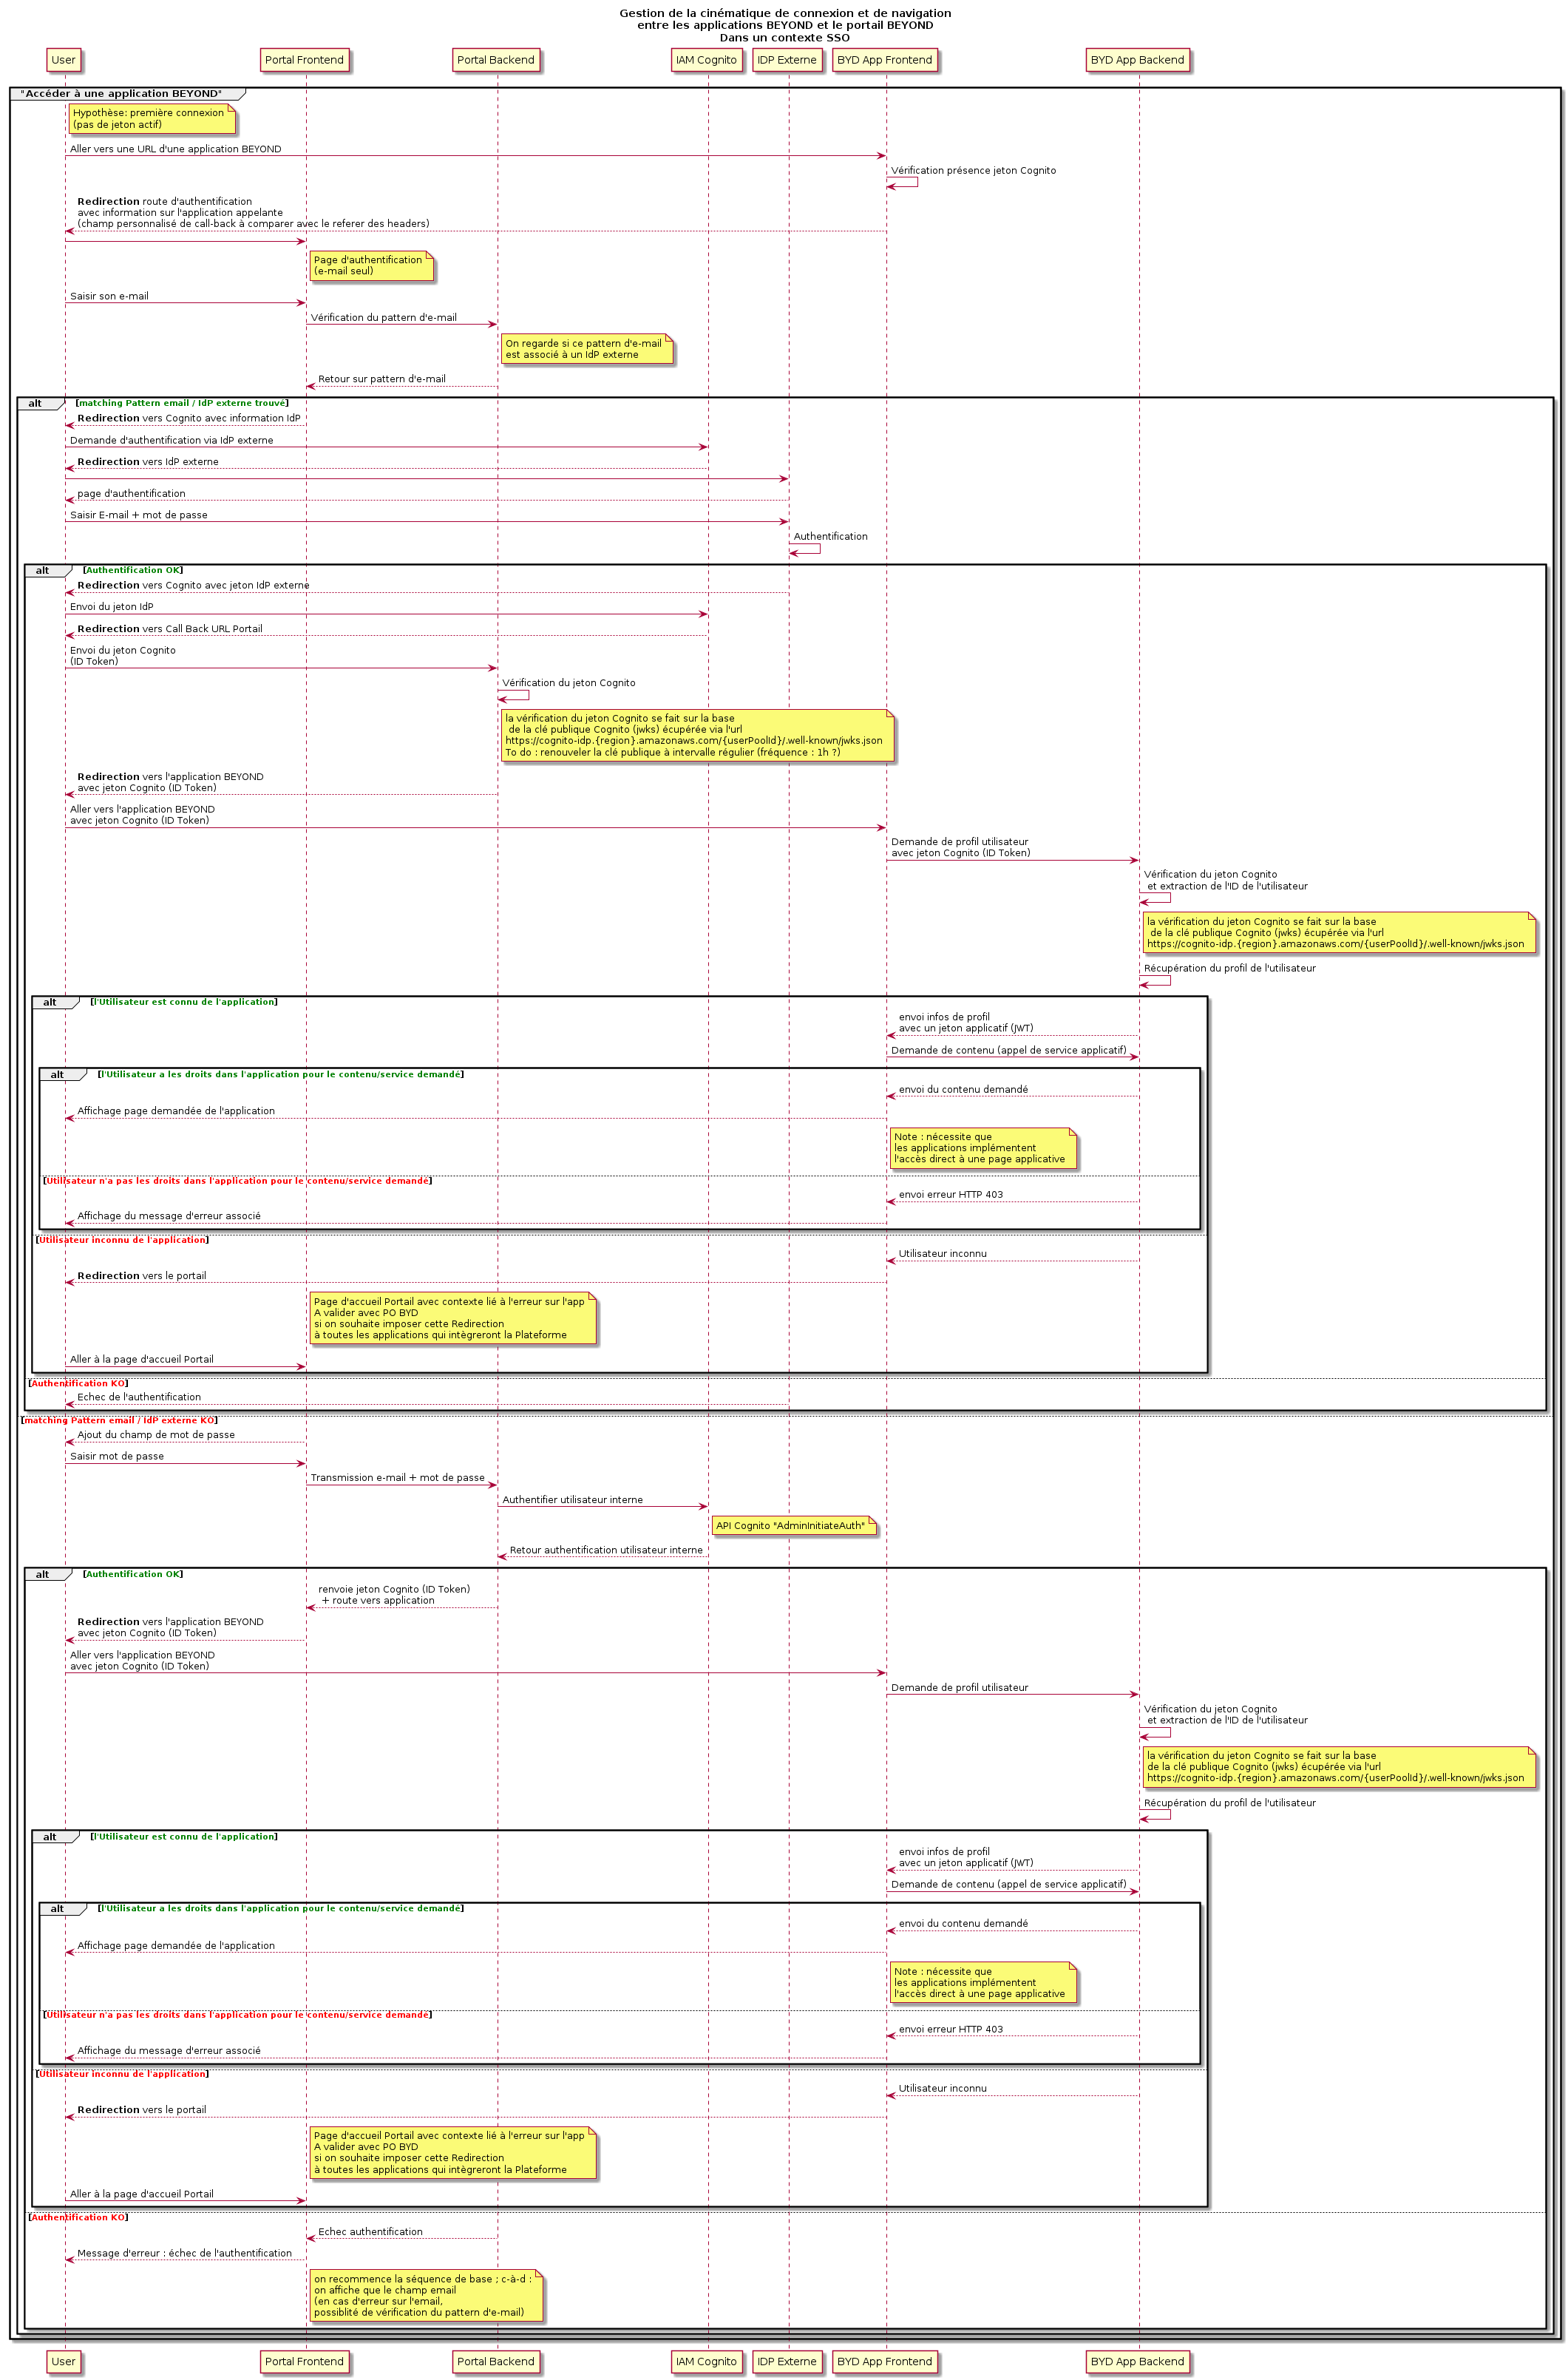 Gestion de la cinématique de connexion et de navigation
entre les applications BEYOND et le portail BEYOND
Dans un contexte SSO
User
Portal Frontend
Portal Backend
IAM Cognito
IDP Externe
BYD App Frontend
BYD App Backend
"Accéder à une application BEYOND"
Hypothèse: première connexion
(pas de jeton actif)
Aller vers une URL d'une application BEYOND
Vérification présence jeton Cognito
Redirection route d'authentification
avec information sur l'application appelante
(champ personnalisé de call-back à comparer avec le referer des headers)
Page d'authentification
(e-mail seul)
Saisir son e-mail
Vérification du pattern d'e-mail
On regarde si ce pattern d'e-mail
est associé à un IdP externe
Retour sur pattern d'e-mail
alt
[matching Pattern email / IdP externe trouvé]
Redirection vers Cognito avec information IdP
Demande d'authentification via IdP externe
Redirection vers IdP externe
page d'authentification
Saisir E-mail + mot de passe
Authentification
alt
[Authentification OK]
Redirection vers Cognito avec jeton IdP externe
Envoi du jeton IdP
Redirection vers Call Back URL Portail
Envoi du jeton Cognito
(ID Token)
Vérification du jeton Cognito
la vérification du jeton Cognito se fait sur la base
de la clé publique Cognito (jwks) écupérée via l'url
https://cognito-idp.{region}.amazonaws.com/{userPoolId}/.well-known/jwks.json
To do : renouveler la clé publique à intervalle régulier (fréquence : 1h ?)
Redirection vers l'application BEYOND
avec jeton Cognito (ID Token)
Aller vers l'application BEYOND
avec jeton Cognito (ID Token)
Demande de profil utilisateur
avec jeton Cognito (ID Token)
Vérification du jeton Cognito
et extraction de l'ID de l'utilisateur
la vérification du jeton Cognito se fait sur la base
de la clé publique Cognito (jwks) écupérée via l'url
https://cognito-idp.{region}.amazonaws.com/{userPoolId}/.well-known/jwks.json
Récupération du profil de l'utilisateur
alt
[l'Utilisateur est connu de l'application]
envoi infos de profil
avec un jeton applicatif (JWT)
Demande de contenu (appel de service applicatif)
alt
[l'Utilisateur a les droits dans l'application pour le contenu/service demandé]
envoi du contenu demandé
Affichage page demandée de l'application
Note : nécessite que
les applications implémentent
l'accès direct à une page applicative
[Utilisateur n'a pas les droits dans l'application pour le contenu/service demandé]
envoi erreur HTTP 403
Affichage du message d'erreur associé
[Utilisateur inconnu de l'application]
Utilisateur inconnu
Redirection vers le portail
Page d'accueil Portail avec contexte lié à l'erreur sur l'app
A valider avec PO BYD
si on souhaite imposer cette Redirection
à toutes les applications qui intègreront la Plateforme
Aller à la page d'accueil Portail
[Authentification KO]
Echec de l'authentification
[matching Pattern email / IdP externe KO]
Ajout du champ de mot de passe
Saisir mot de passe
Transmission e-mail + mot de passe
Authentifier utilisateur interne
API Cognito "AdminInitiateAuth"
Retour authentification utilisateur interne
alt
[Authentification OK]
renvoie jeton Cognito (ID Token)
+ route vers application
Redirection vers l'application BEYOND
avec jeton Cognito (ID Token)
Aller vers l'application BEYOND
avec jeton Cognito (ID Token)
Demande de profil utilisateur
Vérification du jeton Cognito
et extraction de l'ID de l'utilisateur
la vérification du jeton Cognito se fait sur la base
de la clé publique Cognito (jwks) écupérée via l'url
https://cognito-idp.{region}.amazonaws.com/{userPoolId}/.well-known/jwks.json
Récupération du profil de l'utilisateur
alt
[l'Utilisateur est connu de l'application]
envoi infos de profil
avec un jeton applicatif (JWT)
Demande de contenu (appel de service applicatif)
alt
[l'Utilisateur a les droits dans l'application pour le contenu/service demandé]
envoi du contenu demandé
Affichage page demandée de l'application
Note : nécessite que
les applications implémentent
l'accès direct à une page applicative
[Utilisateur n'a pas les droits dans l'application pour le contenu/service demandé]
envoi erreur HTTP 403
Affichage du message d'erreur associé
[Utilisateur inconnu de l'application]
Utilisateur inconnu
Redirection vers le portail
Page d'accueil Portail avec contexte lié à l'erreur sur l'app
A valider avec PO BYD
si on souhaite imposer cette Redirection
à toutes les applications qui intègreront la Plateforme
Aller à la page d'accueil Portail
[Authentification KO]
Echec authentification
Message d'erreur : échec de l'authentification
on recommence la séquence de base ; c-à-d :
on affiche que le champ email
(en cas d'erreur sur l'email,
possiblité de vérification du pattern d'e-mail)
User
Portal Frontend
Portal Backend
IAM Cognito
IDP Externe
BYD App Frontend
BYD App Backend